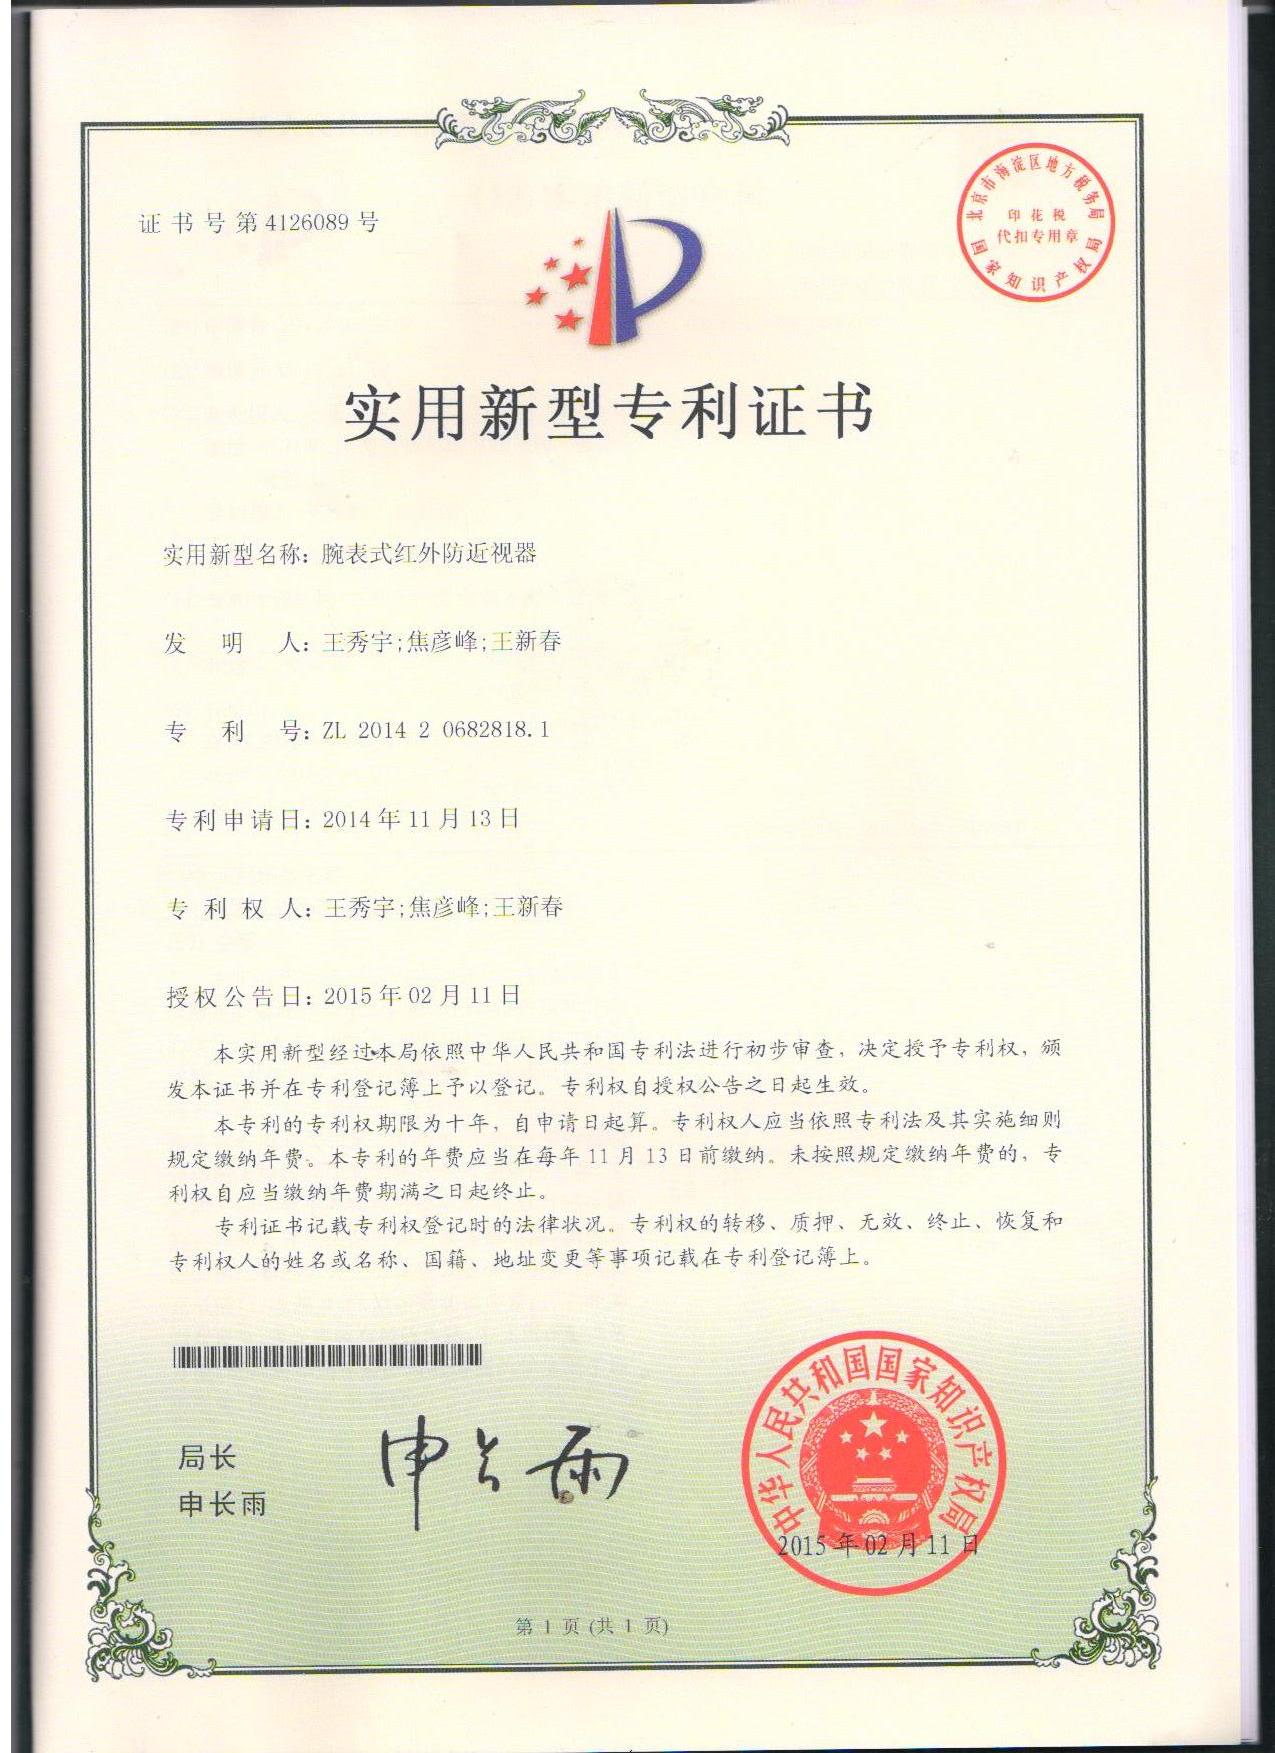 证书号第4126089号
北京市海淀区地方税务局
印花税
代扣专用章
国家知识产权局
实用新型专利证书
实用新型名称：腕表式红外防近视器
发明人：王秀宇;焦彦峰;王新春
专利号：ZL 2014 2 0682818.1
专利申请日：2014年11月13日
专利权人：王秀宇;焦彦峰;王新春
授权公告日：2015年02月11日
本实用新型经过本局依照中华人民共和国专利法进行初步审查，决定授予专利权，颁
发本证书并在专利登记簿上予以登记。专利权自授权公告之日起生效。
本专利的专利权期限为十年，自申请日起算。专利权人应当依照专利法及其实施细则
规定缴纳年费。本专利的年费应当在每年11月13日前缴纳。未按照规定缴纳年费的，专
利权自应当缴纳年费期满之日起终止。
专利证书记载专利权登记时的法律状况。专利权的转移、质押、无效、终止、恢复和
专利权人的姓名或名称、国籍、地址变更等事项记载在专利登记簿上。
局长
申长雨
申长雨
中华人民共和国国家知识产权局
2015年02月11日
第1页(共1页)